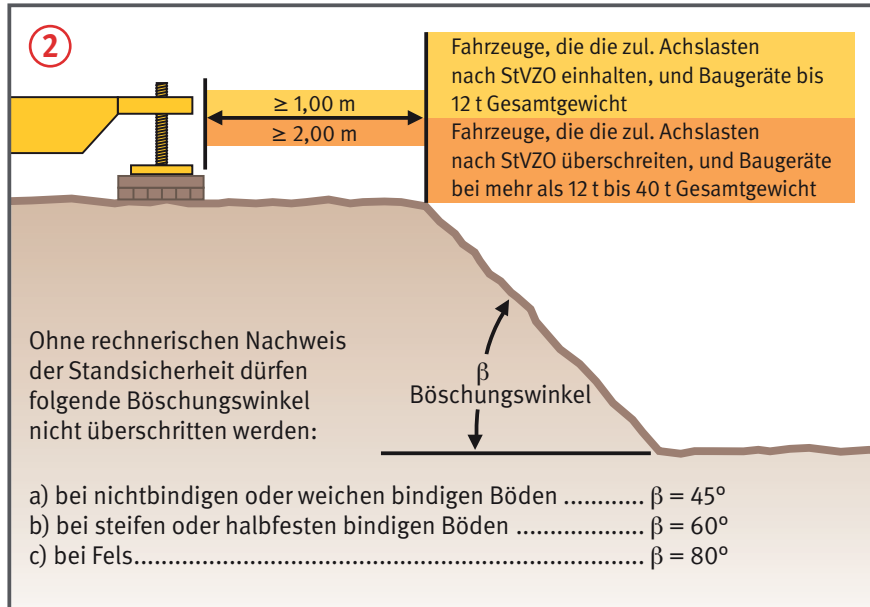 2
Fahrzeuge, die die zul. Achslasten
nach StVZO einhalten, und Baugeräte bis
12 t Gesamtgewicht
≥ 1,00 m
≥ 2,00 m
Fahrzeuge, die die zul. Achslasten
nach StVZO überschreiten, und Baugeräte
bei mehr als 12 t bis 40 t Gesamtgewicht
Ohne rechnerischen Nachweis
der Standsicherheit dürfen
folgende Böschungswinkel
nicht überschritten werden:
β
Böschungswinkel
a) bei nichtbindigen oder weichen bindigen Böden ............ β = 45°
b) bei steifen oder halbfesten bindigen Böden ................... β = 60°
c) bei Fels.......................................................................... β = 80°